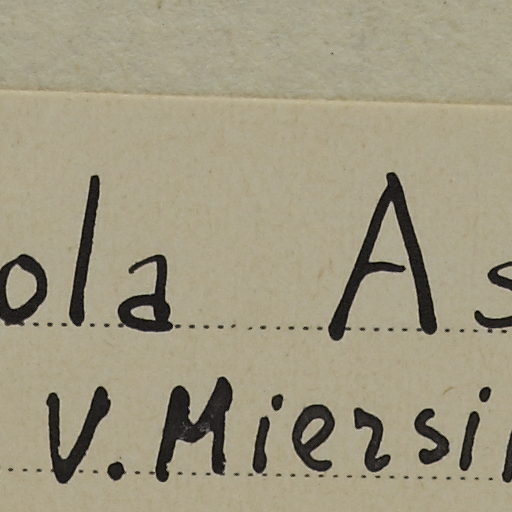 ola As
V. Miersi